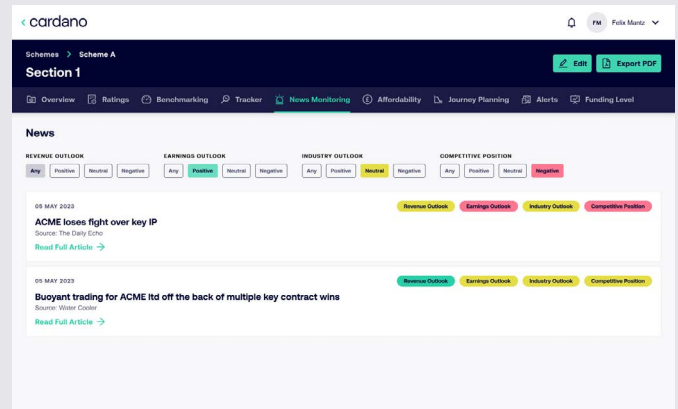 cardano
FM Felix Mantz
Schemes > Scheme A
Section 1
Edit Export PDF
Overview Ratings Benchmarking Tracker News Monitoring Affordability Journey Planning Alerts Funding Level
News
REVENUE OUTLOOK EARNINGS OUTLOOK INDUSTRY OUTLOOK COMPETITIVE POSITION
Any Positive Neutral Negative Any Positive Neutral Negative Any Positive Neutral Negative Any Positive Neutral Negative
05 MAY 2023 Revenue Outlook Earnings Outlook Industry Outlook Competitive Position
ACME loses fight over key IP
Source: The Daily Echo
Read Full Article →
05 MAY 2023 Revenue Outlook Earnings Outlook Industry Outlook Competitive Position
Buoyant trading for ACME ltd off the back of multiple key contract wins
Source: Water Cooler
Read Full Article →